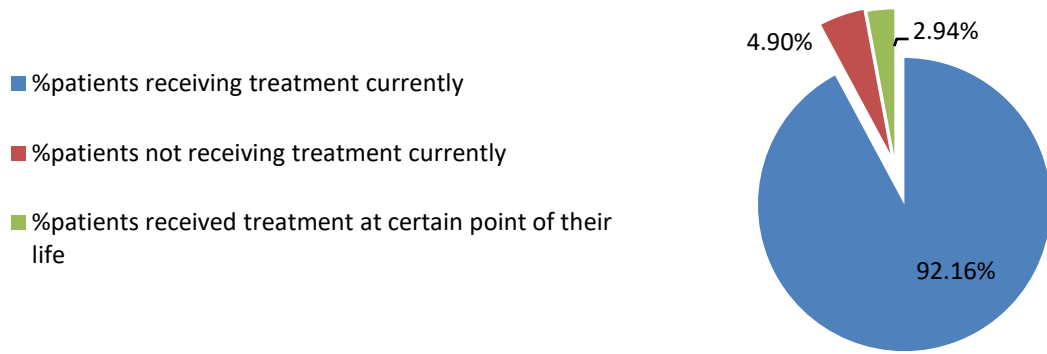 4.90%
2.94%
%patients receiving treatment currently
%patients not receiving treatment currently
%patients received treatment at certain point of their
life
92.16%